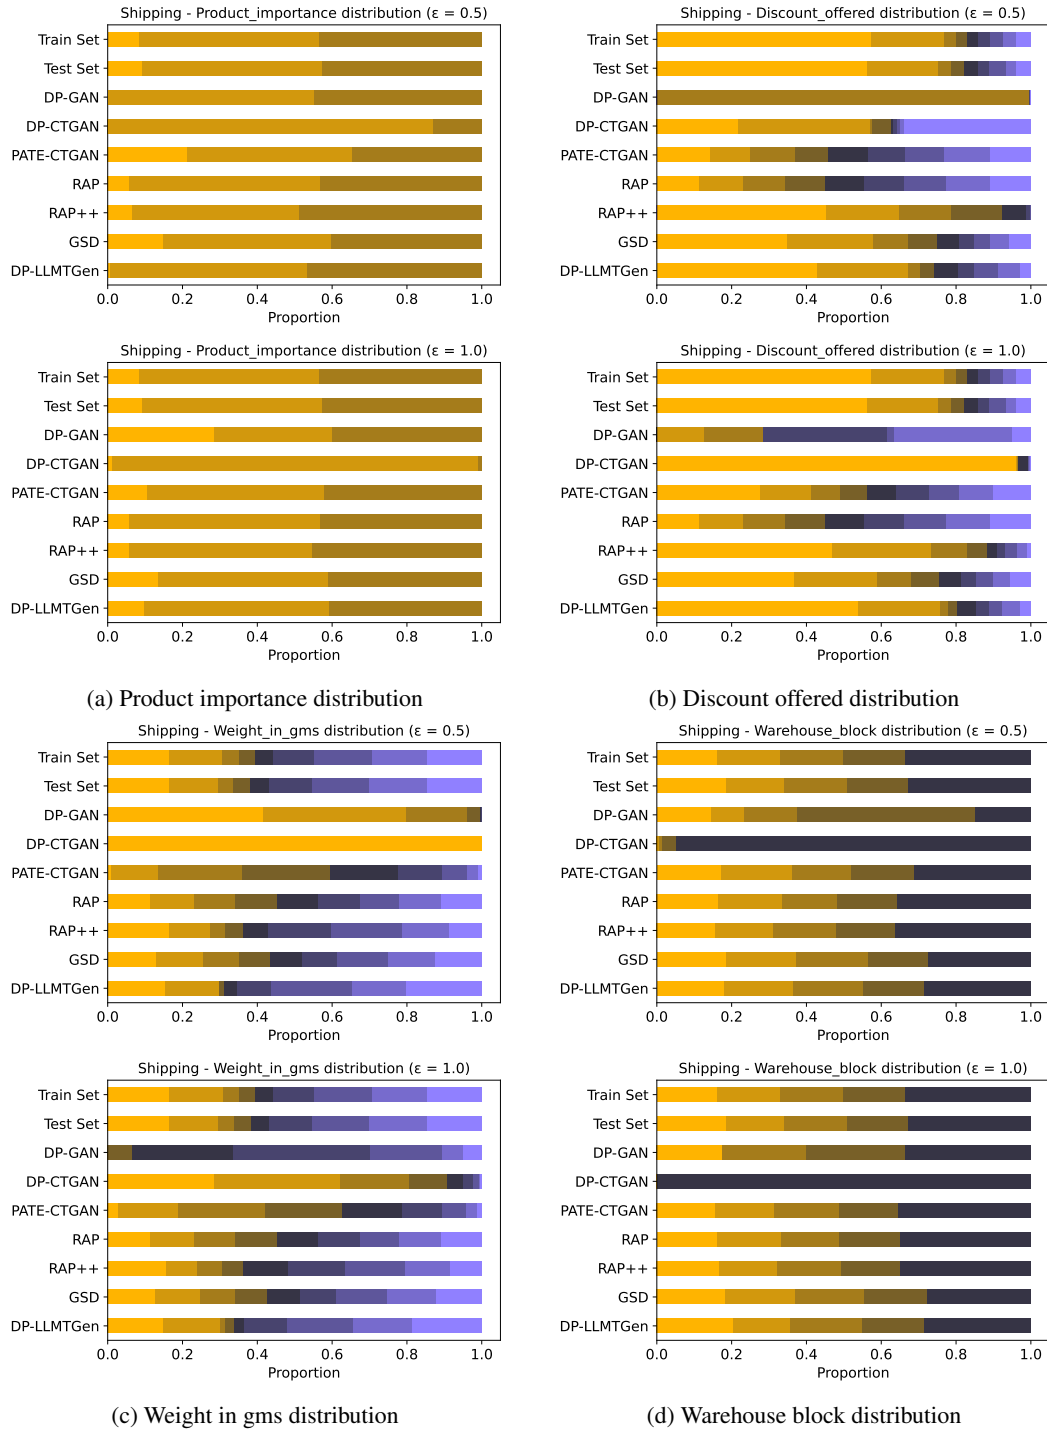 Shipping - Product_importance distribution (ε = 0.5)
Train Set
Test Set
DP-GAN
DP-CTGAN
PATE-CTGAN
RAP
RAP++
GSD
DP-LLMTGen
0.0 0.2 0.4 0.6 0.8 1.0
Proportion
Shipping - Product_importance distribution (ε = 1.0)
Train Set
Test Set
DP-GAN
DP-CTGAN
PATE-CTGAN
RAP
RAP++
GSD
DP-LLMTGen
0.0 0.2 0.4 0.6 0.8 1.0
Proportion
(a) Product importance distribution
Shipping - Discount_offered distribution (ε = 0.5)
Train Set
Test Set
DP-GAN
DP-CTGAN
PATE-CTGAN
RAP
RAP++
GSD
DP-LLMTGen
0.0 0.2 0.4 0.6 0.8 1.0
Proportion
Shipping - Discount_offered distribution (ε = 1.0)
Train Set
Test Set
DP-GAN
DP-CTGAN
PATE-CTGAN
RAP
RAP++
GSD
DP-LLMTGen
0.0 0.2 0.4 0.6 0.8 1.0
Proportion
(b) Discount offered distribution
Shipping - Weight_in_gms distribution (ε = 0.5)
Train Set
Test Set
DP-GAN
DP-CTGAN
PATE-CTGAN
RAP
RAP++
GSD
DP-LLMTGen
0.0 0.2 0.4 0.6 0.8 1.0
Proportion
Shipping - Weight_in_gms distribution (ε = 1.0)
Train Set
Test Set
DP-GAN
DP-CTGAN
PATE-CTGAN
RAP
RAP++
GSD
DP-LLMTGen
0.0 0.2 0.4 0.6 0.8 1.0
Proportion
(c) Weight in gms distribution
Shipping - Warehouse_block distribution (ε = 0.5)
Train Set
Test Set
DP-GAN
DP-CTGAN
PATE-CTGAN
RAP
RAP++
GSD
DP-LLMTGen
0.0 0.2 0.4 0.6 0.8 1.0
Proportion
Shipping - Warehouse_block distribution (ε = 1.0)
Train Set
Test Set
DP-GAN
DP-CTGAN
PATE-CTGAN
RAP
RAP++
GSD
DP-LLMTGen
0.0 0.2 0.4 0.6 0.8 1.0
Proportion
(d) Warehouse block distribution